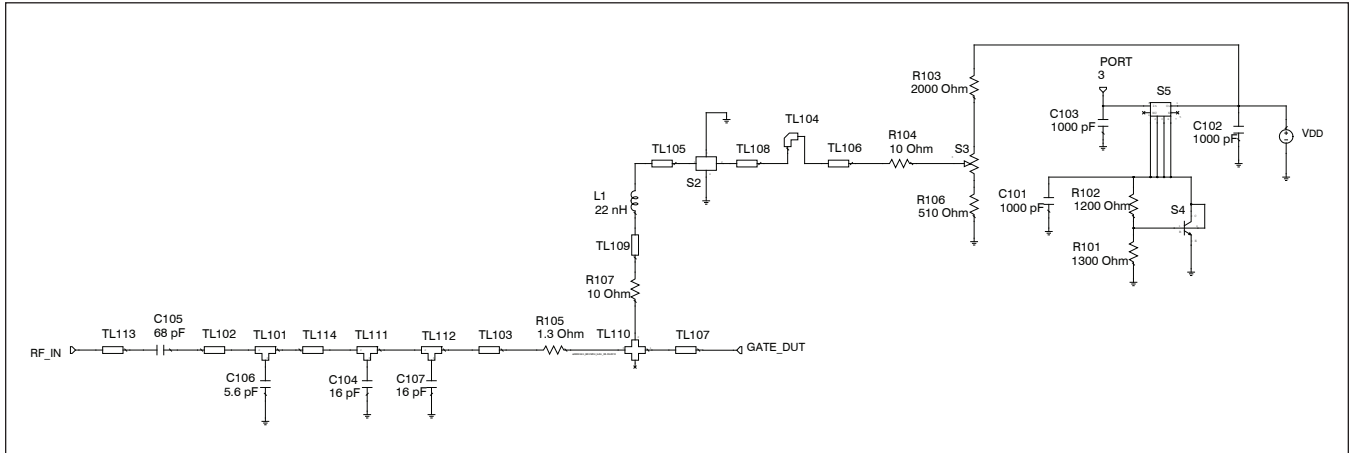 R103
2000 Ohm
PORT
3
S5
C103
1000 pF
C102
1000 pF
VDD
TL104
R104
10 Ohm
S3
TL105
TL108
TL106
S2
L1
22 nH
R106
510 Ohm
C101
1000 pF
R102
1200 Ohm
S4
TL109
R101
1300 Ohm
R107
10 Ohm
C105
68 pF
TL113
TL102
TL101
TL114
TL111
TL112
TL103
R105
1.3 Ohm
TL110
TL107
RF_IN
GATE_DUT
C106
5.6 pF
C104
16 pF
C107
16 pF